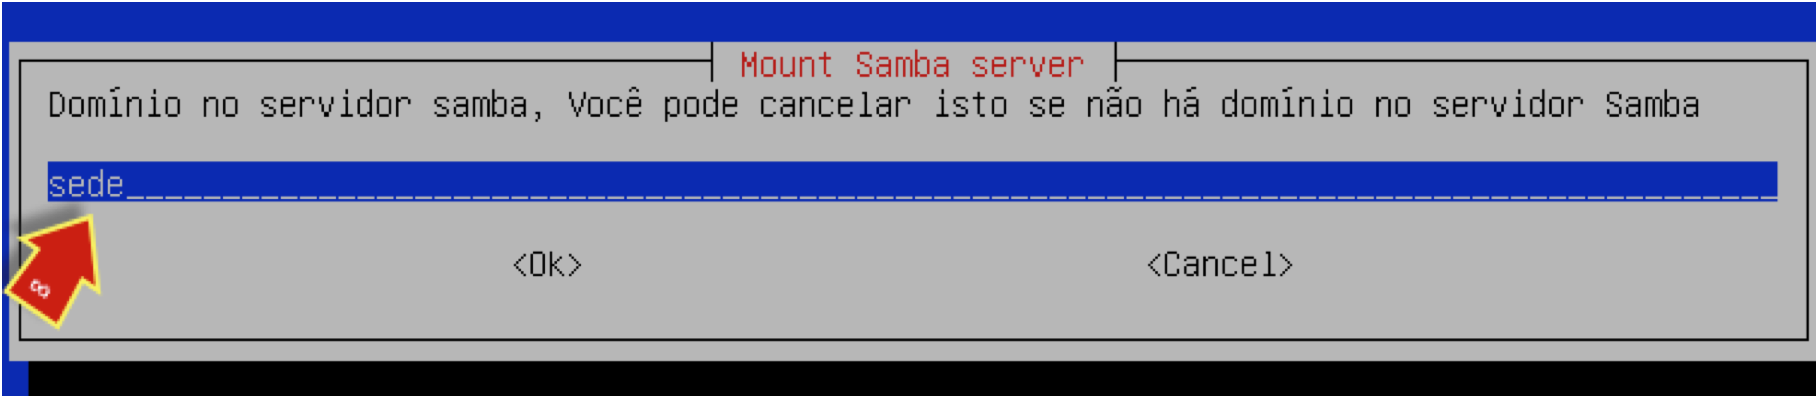 Mount Samba server
Domínio no servidor samba, Você pode cancelar isto se não há domínio no servidor Samba
sede
8
<Ok> <Cancel>